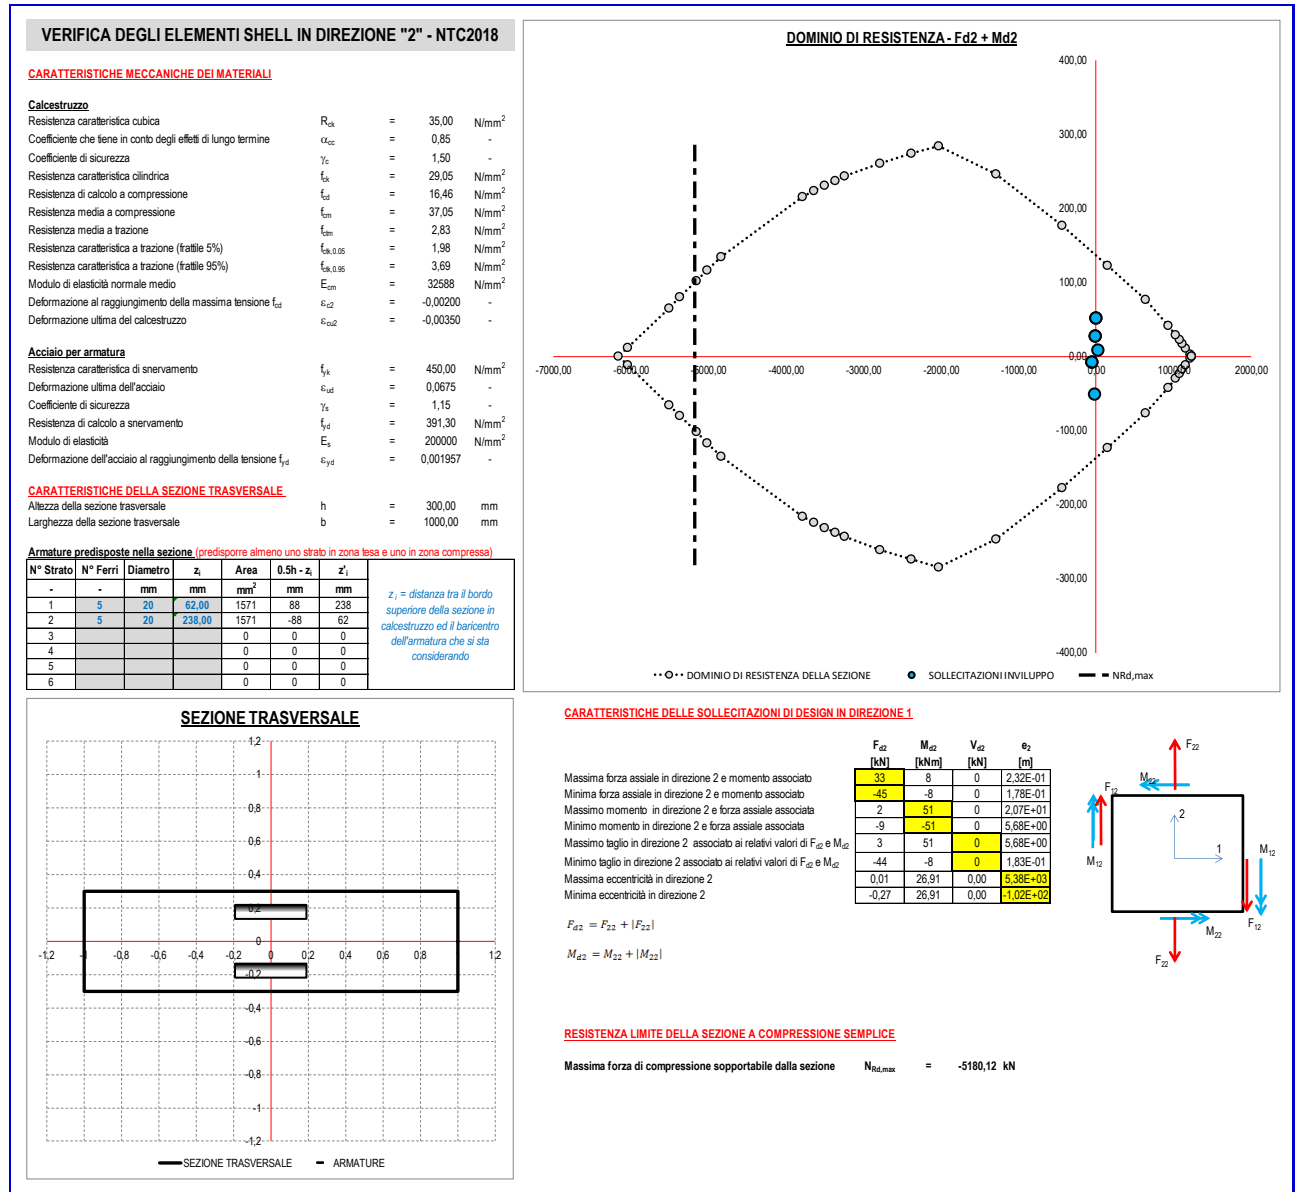 VERIFICA DEGLI ELEMENTI SHELL IN DIREZIONE "2" - NTC2018
CARATTERISTICHE MECCANICHE DEI MATERIALI
Calcestruzzo
Resistenza caratteristica cubica Rck = 35,00 N/mm²
Coefficiente che tiene in conto degli effetti di lungo termine αcc = 0,85 -
Coefficiente di sicurezza γc = 1,50 -
Resistenza caratteristica cilindrica fck = 29,05 N/mm²
Resistenza di calcolo a compressione fcd = 16,46 N/mm²
Resistenza media a compressione fcm = 37,05 N/mm²
Resistenza media a trazione fctm = 2,83 N/mm²
Resistenza caratteristica a trazione (frattile 5%) fctk,0.05 = 1,98 N/mm²
Resistenza caratteristica a trazione (frattile 95%) fctk,0.95 = 3,69 N/mm²
Modulo di elasticità normale medio Ecm = 32588 N/mm²
Deformazione al raggiungimento della massima tensione fcd εc2 = -0,00200 -
Deformazione ultima del calcestruzzo εcu2 = -0,00350 -
Acciaio per armatura
Resistenza caratteristica di snervamento fyk = 450,00 N/mm²
Deformazione ultima dell'acciaio εud = 0,0675 -
Coefficiente di sicurezza γs = 1,15 -
Resistenza di calcolo a snervamento fyd = 391,30 N/mm²
Modulo di elasticità Es = 200000 N/mm²
Deformazione dell'acciaio al raggiungimento della tensione fyd εyd = 0,001957 -
CARATTERISTICHE DELLA SEZIONE TRASVERSALE
Altezza della sezione trasversale h = 300,00 mm
Larghezza della sezione trasversale b = 1000,00 mm
Armature predisposte nella sezione (predisporre almeno uno strato in zona tesa e uno in zona compressa)
N° Strato N° Ferri Diametro zi Area 0.5h - zi z'i
- - mm mm mm² mm mm
1 5 20 62,00 1571 88 238
2 5 20 238,00 1571 -88 62
3 0 0 0
4 0 0 0
5 0 0 0
6 0 0 0
zi = distanza tra il bordo
superiore della sezione in
calcestruzzo ed il baricentro
dell'armatura che si sta
considerando
DOMINIO DI RESISTENZA - Fd2 + Md2
400,00
300,00
200,00
100,00
0,00
-7000,00 -6000,00 -5000,00 -4000,00 -3000,00 -2000,00 -1000,00 0,00 1000,00 2000,00
-100,00
-200,00
-300,00
-400,00
DOMINIO DI RESISTENZA DELLA SEZIONE SOLLECITAZIONI INVILUPPO NRd,max
SEZIONE TRASVERSALE
1,2
1
0,8
0,6
0,4
0,2
0
-1,2 -1 -0,8 -0,6 -0,4 -0,2 0 0,2 0,4 0,6 0,8 1 1,2
-0,2
-0,4
-0,6
-0,8
-1
-1,2
SEZIONE TRASVERSALE ARMATURE
CARATTERISTICHE DELLE SOLLECITAZIONI DI DESIGN IN DIREZIONE 1
Fd2 Md2 Vd2 e2
[kN] [kNm] [kN] [m]
Massima forza assiale in direzione 2 e momento associato 33 8 0 2,32E-01
Minima forza assiale in direzione 2 e momento associato -45 -8 0 1,78E-01
Massimo momento in direzione 2 e forza assiale associata 2 51 0 2,07E+01
Minimo momento in direzione 2 e forza assiale associata -9 -51 0 5,68E+00
Massimo taglio in direzione 2 associato ai relativi valori di Fd2 e Md2 3 51 0 5,68E+00
Minimo taglio in direzione 2 associato ai relativi valori di Fd2 e Md2 -44 -8 0 1,83E-01
Massima eccentricità in direzione 2 0,01 26,91 0,00 5,38E+03
Minima eccentricità in direzione 2 -0,27 26,91 0,00 -1,02E+02
Fd2 = F22 + |F22|
Md2 = M22 + |M22|
F22
M22
F12
2
1
M12
M12
F12
M22
F22
RESISTENZA LIMITE DELLA SEZIONE A COMPRESSIONE SEMPLICE
Massima forza di compressione sopportabile dalla sezione NRd,max = -5180,12 kN